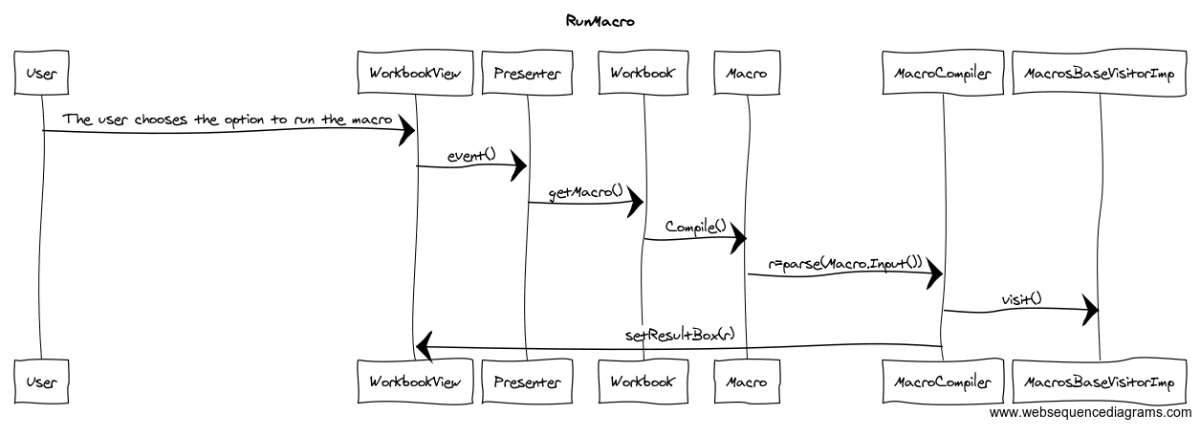 RunMacro
User WorkbookView Presenter Workbook Macro MacroCompiler MacrosBaseVisitorImp
The user chooses the option to run the macro
event()
getMacro()
Compile()
r=parse(Macro.Input())
visit()
setResultBox(r)
User WorkbookView Presenter Workbook Macro MacroCompiler MacrosBaseVisitorImp
www.websequencediagrams.com